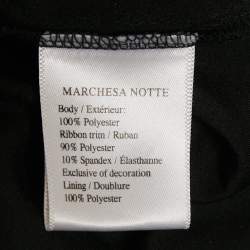 MARCHESA NOTTE
Body / Extérieur:
100% Polyester
Ribbon trim / Ruban
90% Polyester
10% Spandex / Élasthanne
Exclusive of decoration
Lining / Doublure
100% Polyester